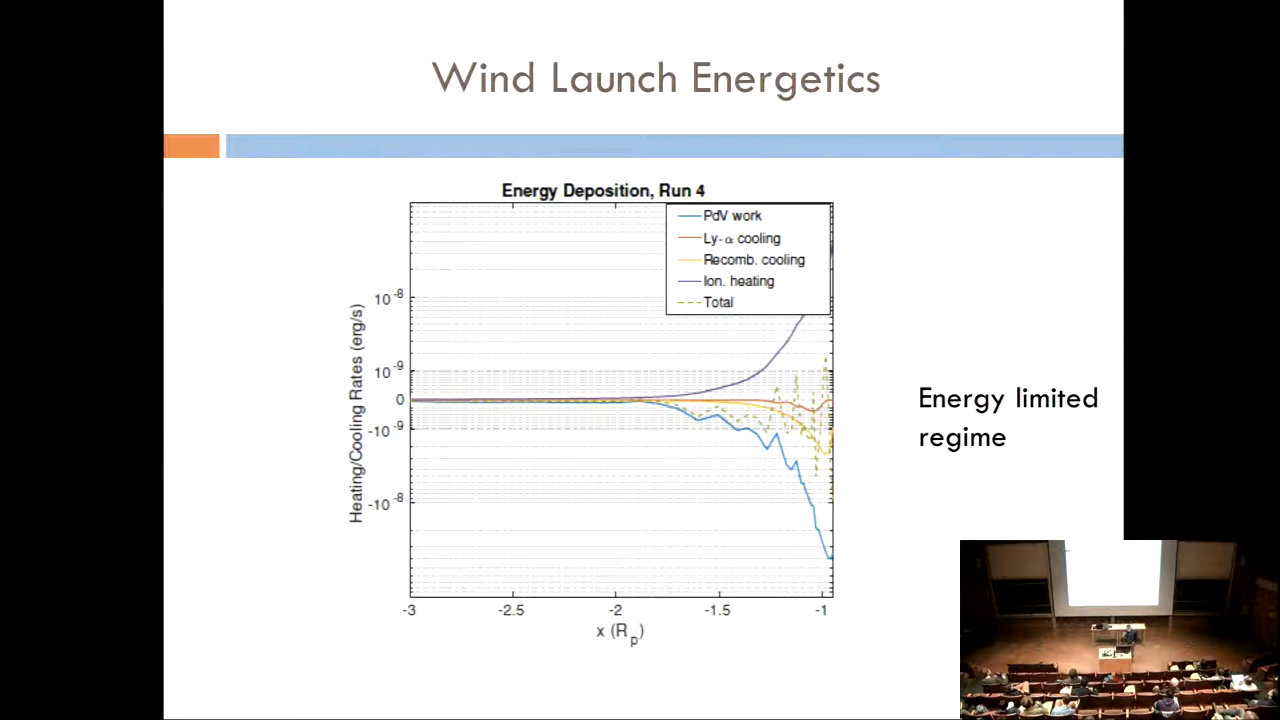 Wind Launch Energetics
Energy Deposition, Run 4
PdV work
Ly-α cooling
Recomb. cooling
Ion. heating
Total
Heating/Cooling Rates (erg/s)
10^-8
10^-9
0
-10^-9
-10^-8
-3
-2.5
-2
-1.5
-1
x (R_p)
Energy limited
regime